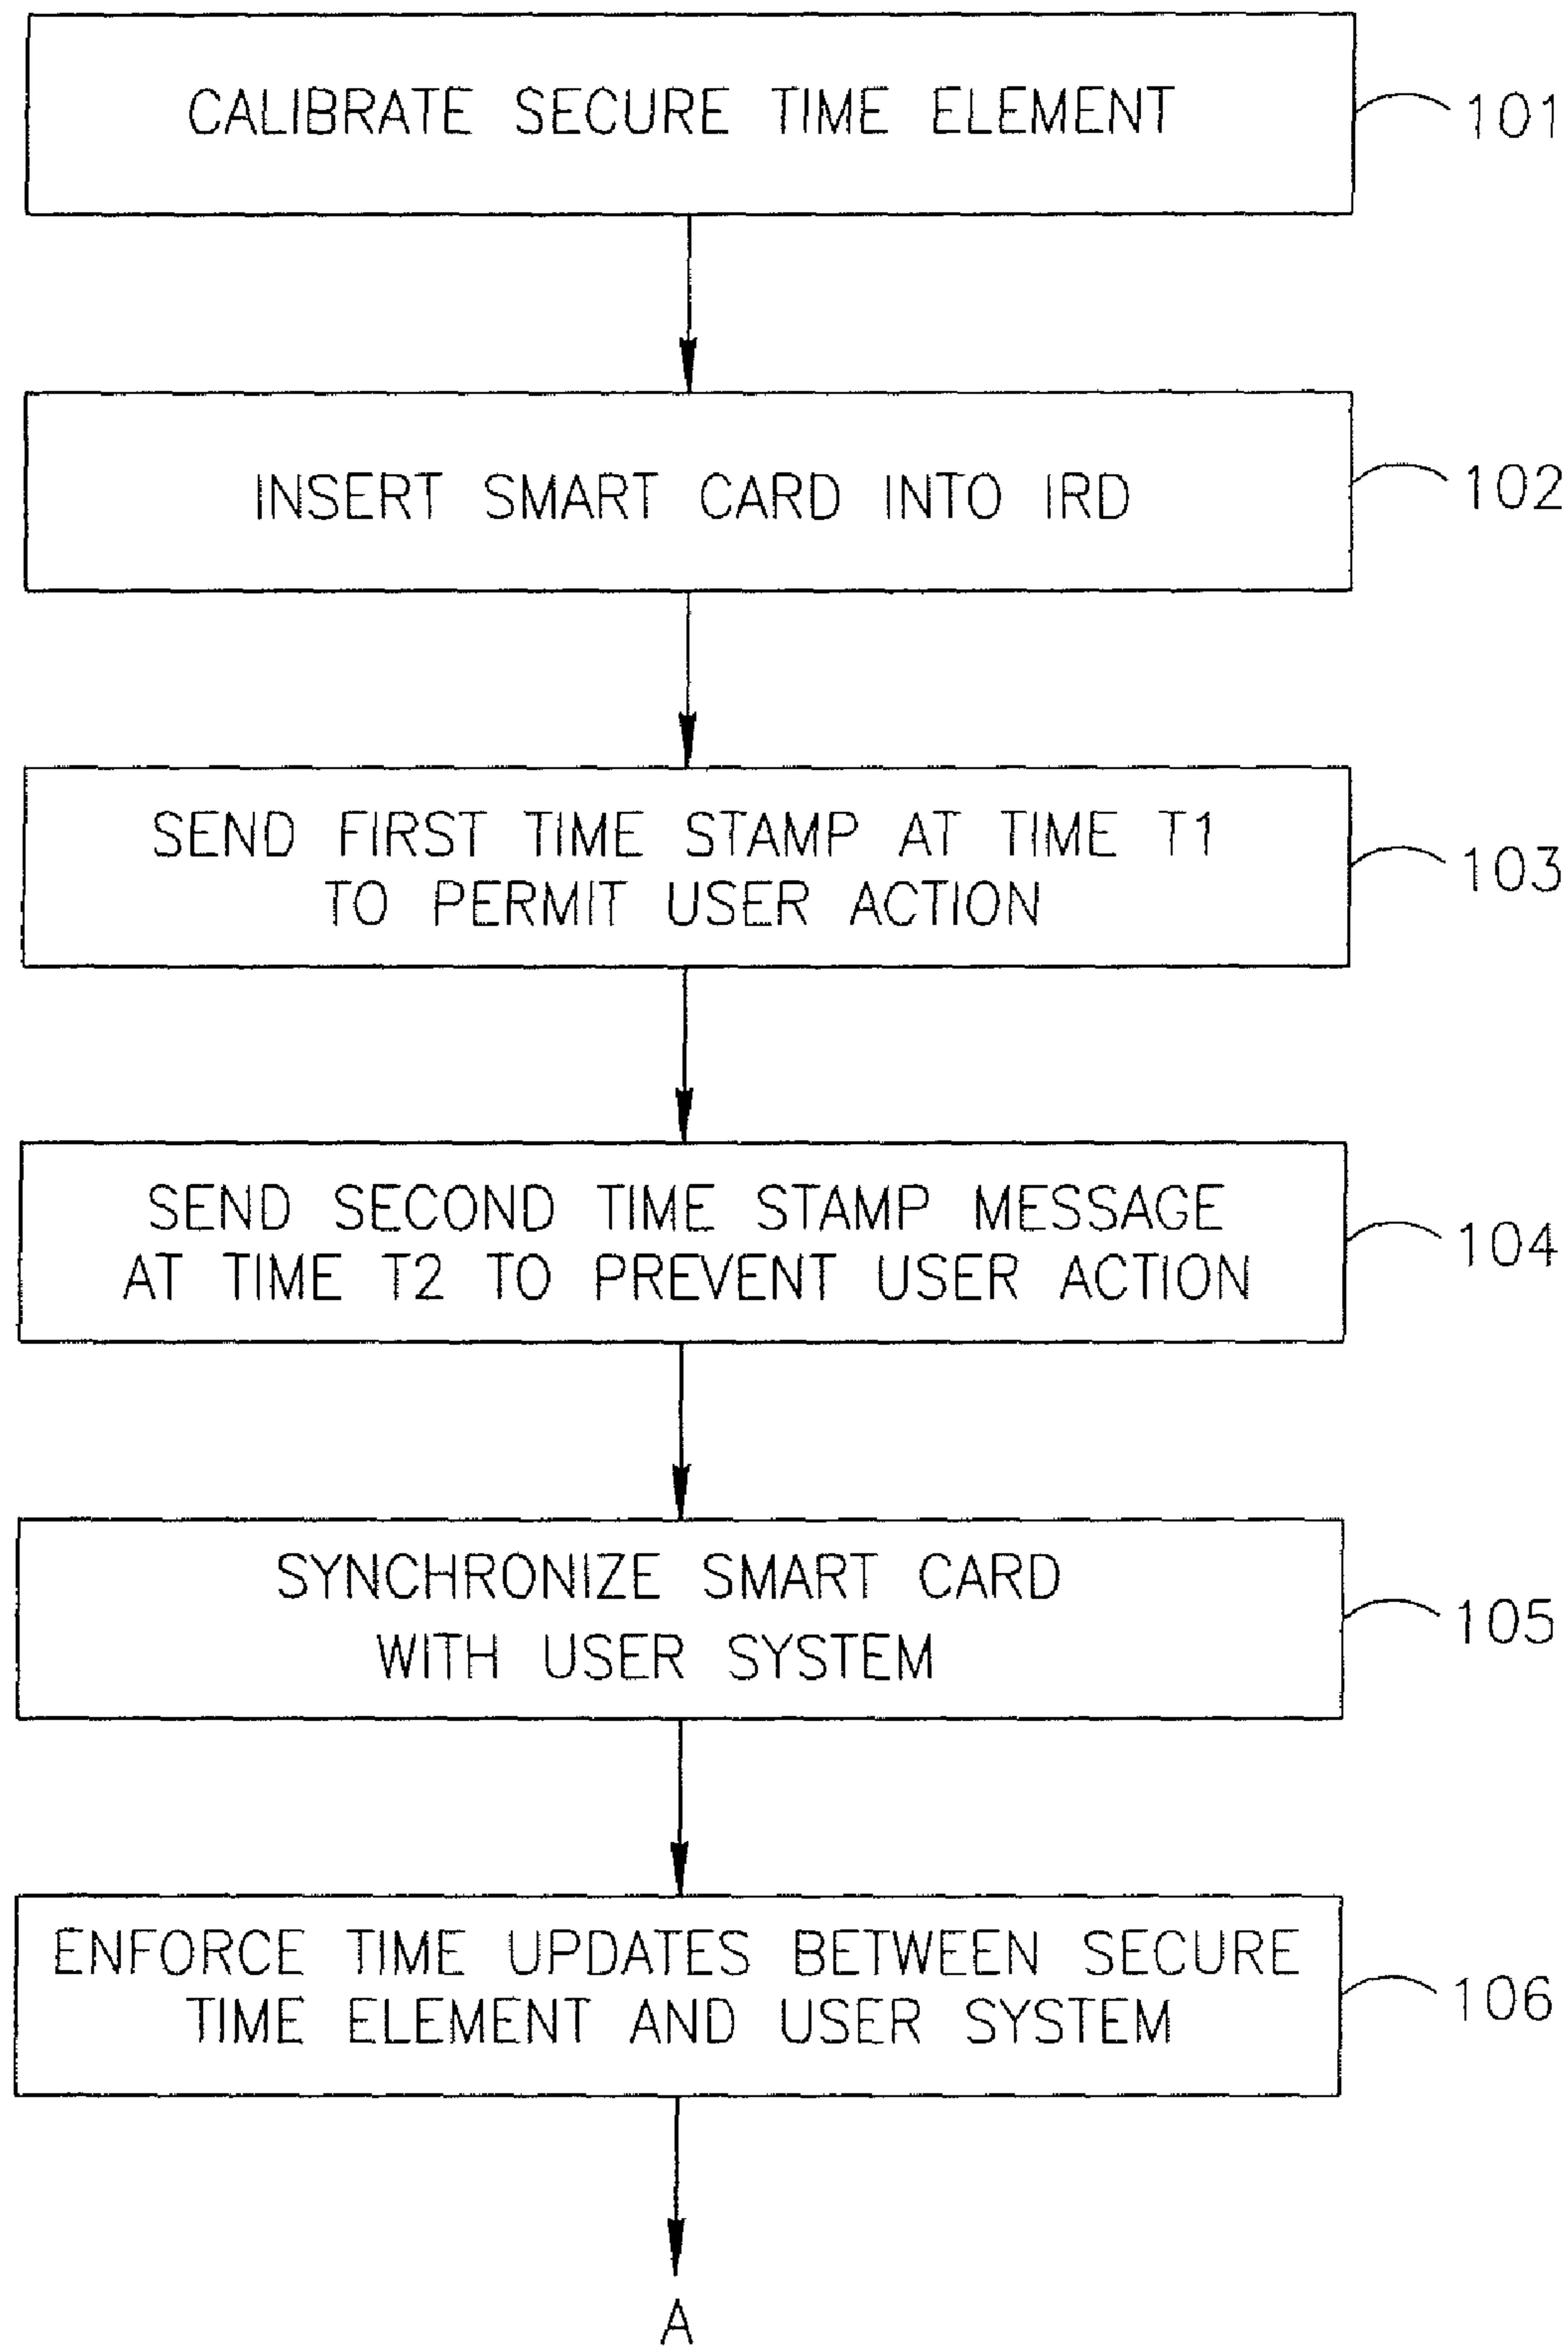 CALIBRATE SECURE TIME ELEMENT
101
INSERT SMART CARD INTO IRD
102
SEND FIRST TIME STAMP AT TIME T1
TO PERMIT USER ACTION
103
SEND SECOND TIME STAMP MESSAGE
AT TIME T2 TO PREVENT USER ACTION
104
SYNCHRONIZE SMART CARD
WITH USER SYSTEM
105
ENFORCE TIME UPDATES BETWEEN SECURE
TIME ELEMENT AND USER SYSTEM
106
A